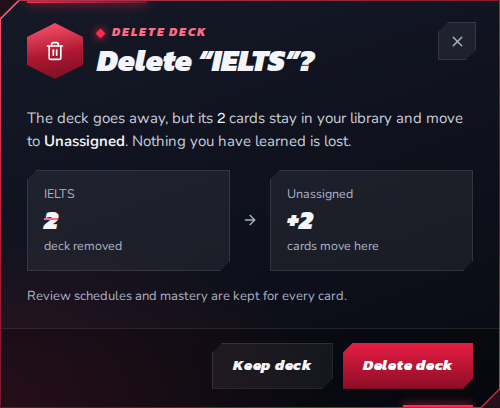 DELETE DECK
Delete “IELTS”?
The deck goes away, but its 2 cards stay in your library and move
to Unassigned. Nothing you have learned is lost.
IELTS
2
deck removed
Unassigned
+2
cards move here
Review schedules and mastery are kept for every card.
Keep deck
Delete deck